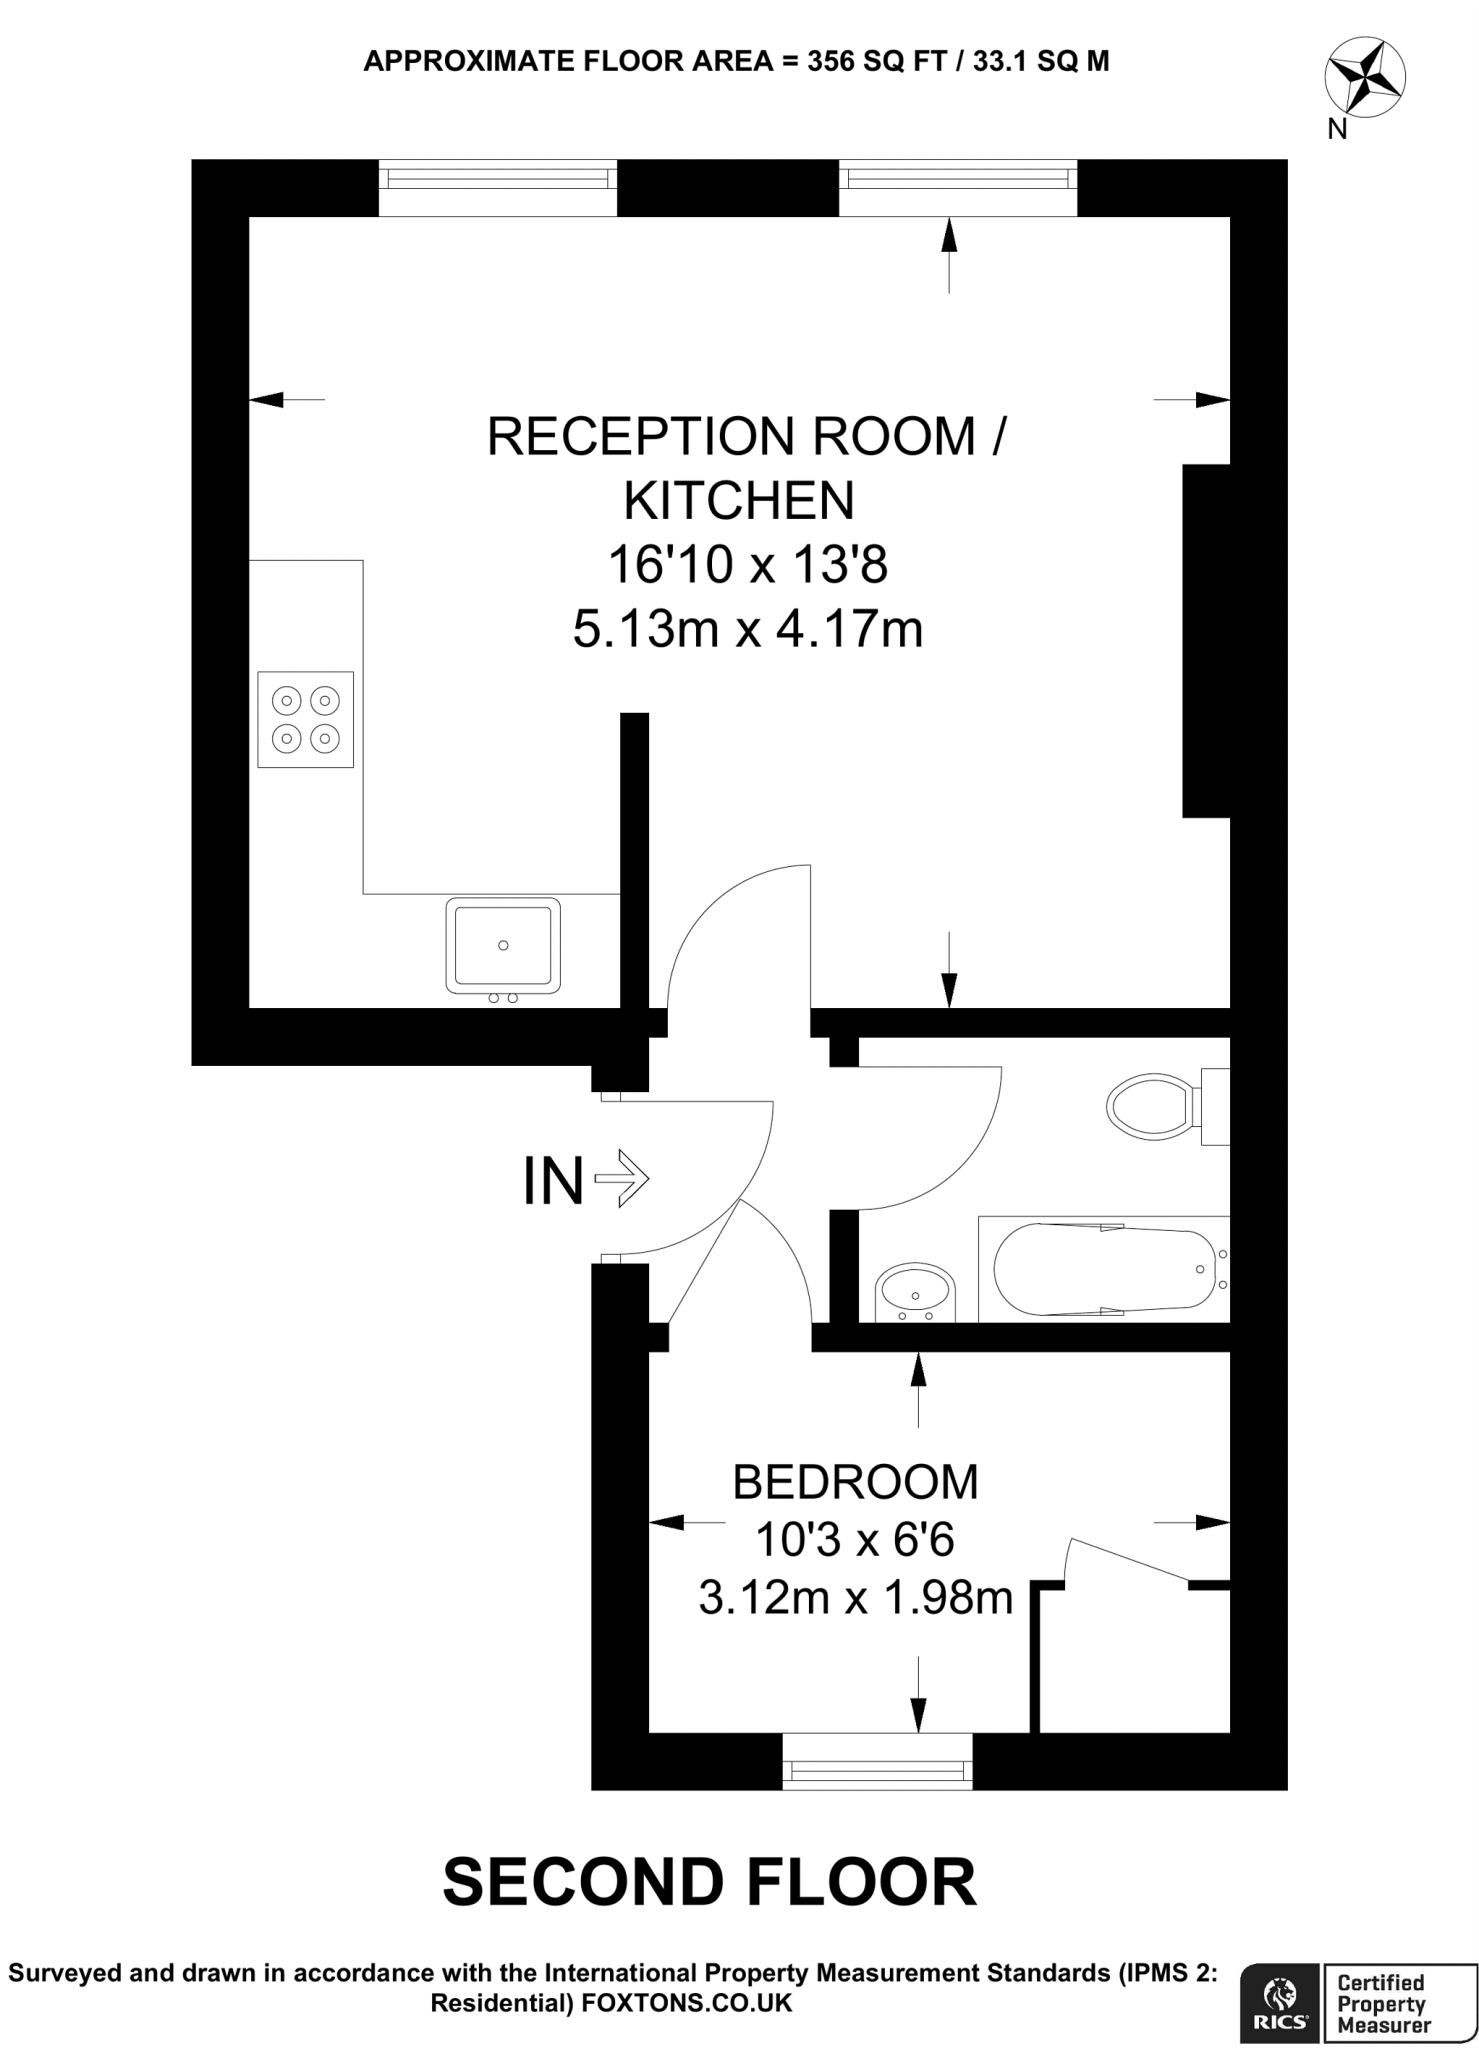 APPROXIMATE FLOOR AREA = 356 SQ FT / 33.1 SQ M
N
RECEPTION ROOM /
KITCHEN
16'10 x 13'8
5.13m x 4.17m
IN
BEDROOM
10'3 x 6'6
3.12m x 1.98m
SECOND FLOOR
Surveyed and drawn in accordance with the International Property Measurement Standards (IPMS 2:
Residential) FOXTONS.CO.UK
RICS
Certified
Property
Measurer